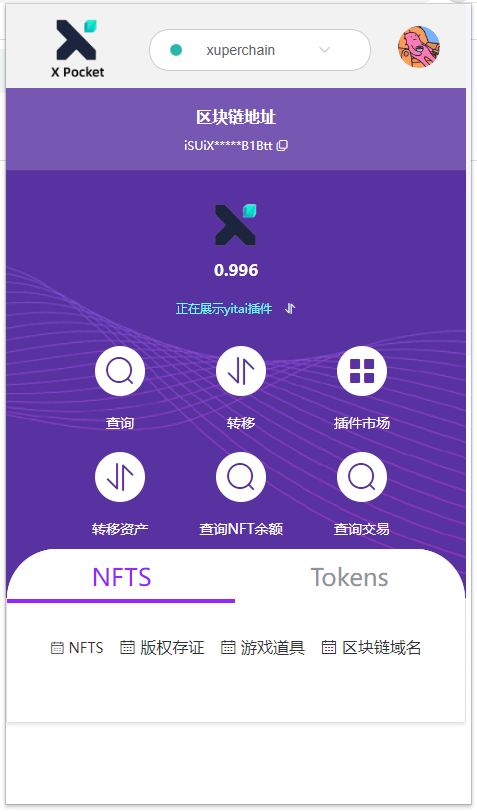 X Pocket
xuperchain
区块链地址
iSUiX*****B1Btt
0.996
正在展示yitai插件
查询
转移
插件市场
转移资产
查询NFT余额
查询交易
NFTS
Tokens
NFTS 版权存证 游戏道具 区块链域名